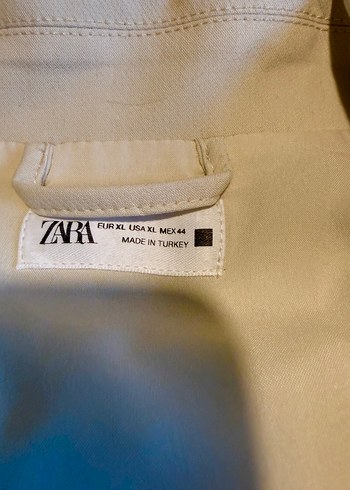 ZARA EUR XL USA XL MEX 44
MADE IN TURKEY